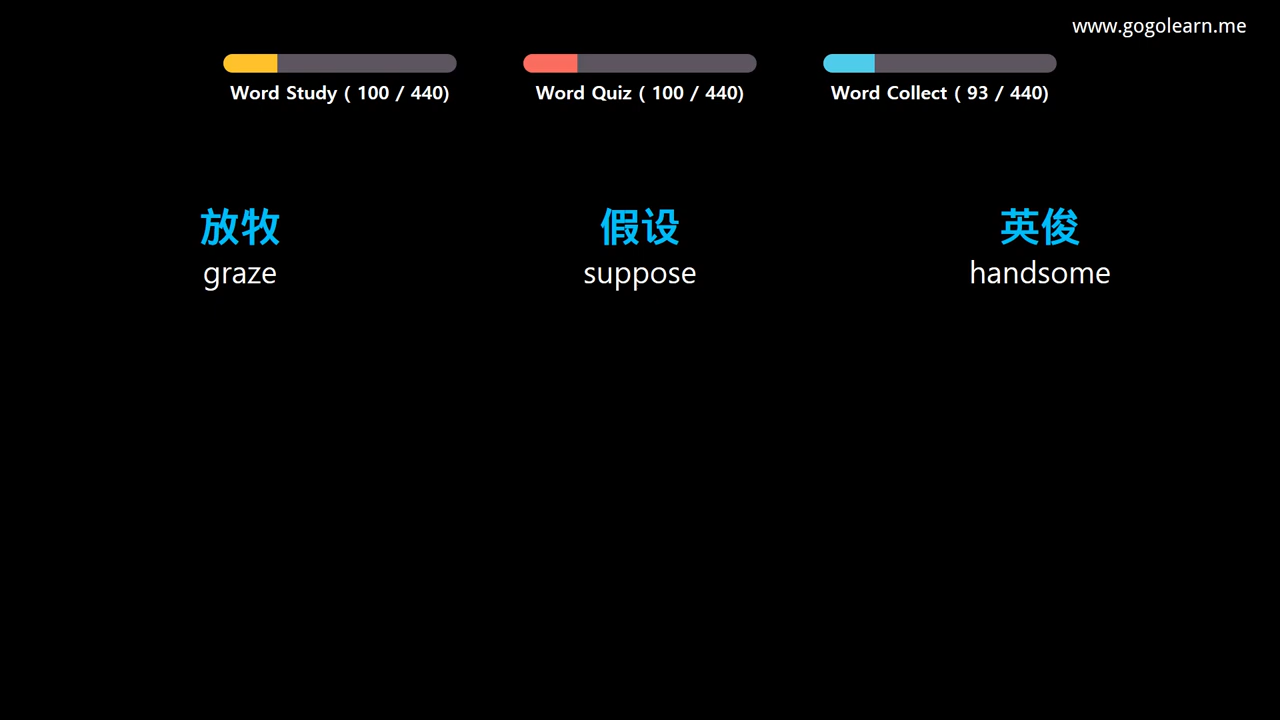 www.gogolearn.me
Word Study ( 100 / 440)
Word Quiz ( 100 / 440)
Word Collect ( 93 / 440)
放牧
graze
假设
suppose
英俊
handsome